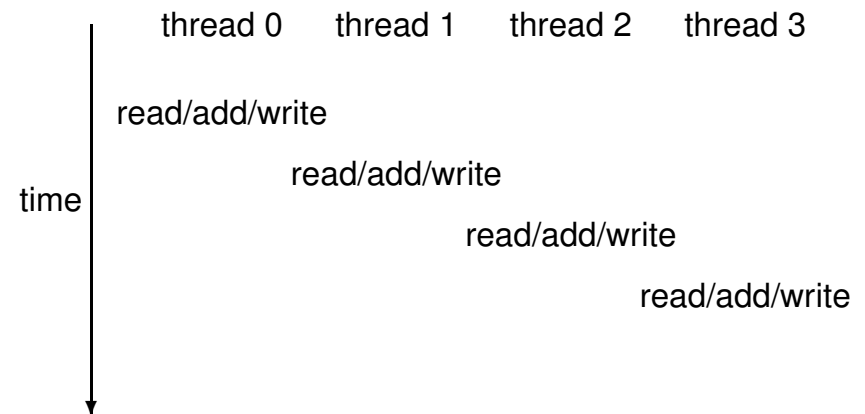 thread 0 thread 1 thread 2 thread 3
read/add/write
read/add/write
time
read/add/write
read/add/write